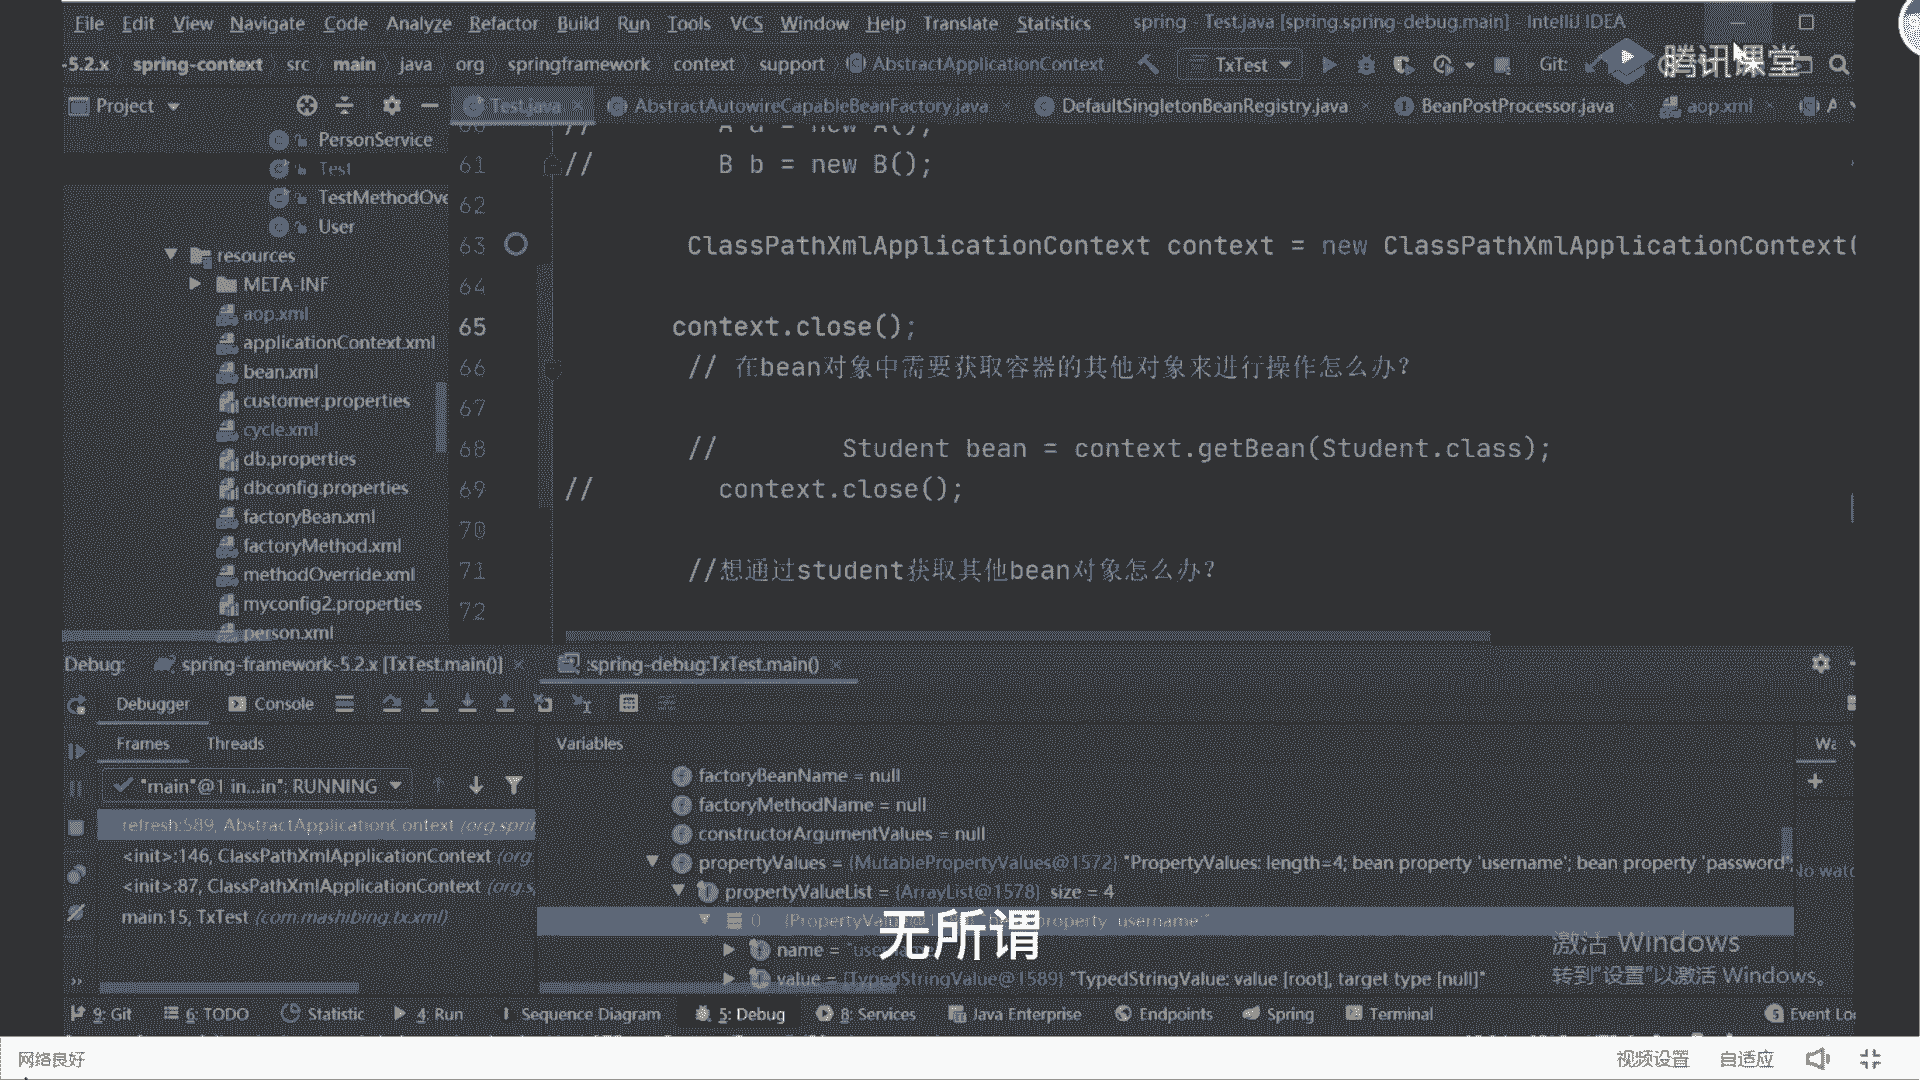 File Edit View Navigate Code Analyze Refactor Build Run Tools VCS Window Help Translate Statistics spring - Test.java [spring.spring-debug.main] - IntelliJ IDEA
-5.2.x spring-context src main java org springframework context support AbstractApplicationContext TxTest Git: 腾讯课堂
Project Test.java AbstractAutowireCapableBeanFactory.java DefaultSingletonBeanRegistry.java BeanPostProcessor.java aop.xml A
PersonService
Test
TestMethodOve
User
resources
META-INF
aop.xml
applicationContext.xml
bean.xml
customer.properties
cycle.xml
db.properties
dbconfig.properties
factoryBean.xml
factoryMethod.xml
methodOverride.xml
myconfig2.properties
person.xml
60 // A a = new A();
61 // B b = new B();
62
63 ClassPathXmlApplicationContext context = new ClassPathXmlApplicationContext(
64
65 context.close();
66 // 在bean对象中需要获取容器的其他对象来进行操作怎么办？
67
68 // Student bean = context.getBean(Student.class);
69 // context.close();
70
71 //想通过student获取其他bean对象怎么办？
72
Debug: spring-framework-5.2.x [TxTest.main()] :spring-debug:TxTest.main()
Debugger Console
Frames Threads Variables Wa
"main"@1 in...in": RUNNING
refresh:589, AbstractApplicationContext (org.sprin
<init>:146, ClassPathXmlApplicationContext (org.
<init>:87, ClassPathXmlApplicationContext (org.s
main:15, TxTest (com.mashibing.tx.xml)
factoryBeanName = null
factoryMethodName = null
constructorArgumentValues = null
propertyValues = {MutablePropertyValues@1572} "PropertyValues: length=4; bean property 'username'; bean property 'password'
No watc
propertyValueList = {ArrayList@1578} size = 4
0 {PropertyVal property 'username'"
name = "userna
value = {TypedStringValue@1589} "TypedStringValue: value [root], target type [null]"
无所谓
激活 Windows
转到"设置"以激活 Windows。
9: Git 6: TODO Statistic 4: Run Sequence Diagram 5: Debug 8: Services Java Enterprise Endpoints Spring Terminal 5 Event Lo
网络良好 视频设置 自适应